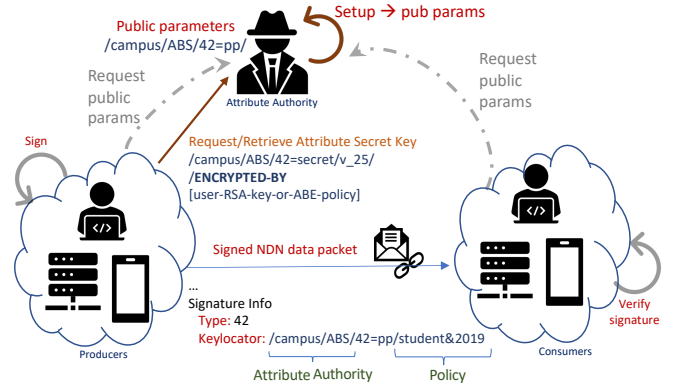 Setup → pub params
Public parameters
/campus/ABS/42=pp/
Attribute Authority
Request
public
params
Request
public
params
Request/Retrieve Attribute Secret Key
/campus/ABS/42=secret/v_25/
/ENCRYPTED-BY
[user-RSA-key-or-ABE-policy]
Sign
</>
</>
Signed NDN data packet
...
Signature Info
Type: 42
Keylocator: /campus/ABS/42=pp/student&2019
Verify
signature
Producers
Consumers
Attribute Authority
Policy